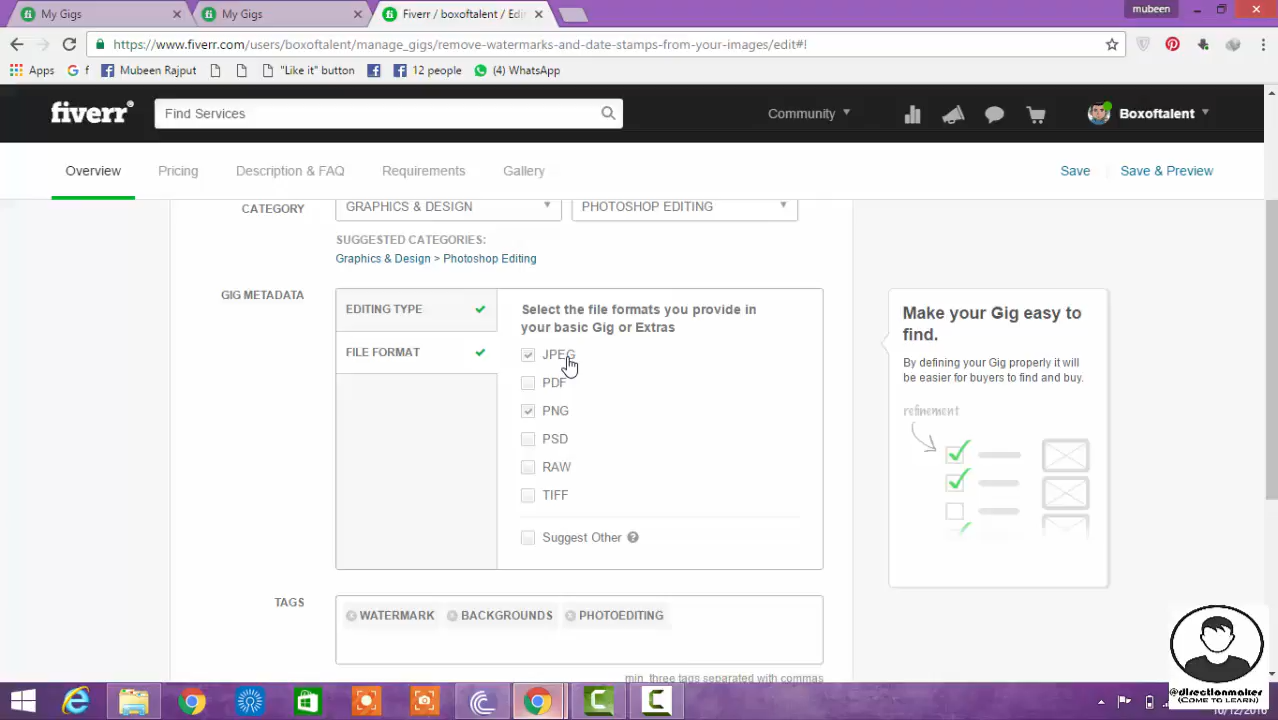 My Gigs
My Gigs
Fiverr / boxoftalent / Edi
mubeen
https://www.fiverr.com/users/boxoftalent/manage_gigs/remove-watermarks-and-date-stamps-from-your-images/edit#!
Apps
f
Mubeen Rajput
"Like it" button
12 people
(4) WhatsApp
fiverr®
Find Services
Community
Boxoftalent
Overview
Pricing
Description & FAQ
Requirements
Gallery
Save
Save & Preview
CATEGORY
GRAPHICS & DESIGN
PHOTOSHOP EDITING
SUGGESTED CATEGORIES:
Graphics & Design > Photoshop Editing
GIG METADATA
EDITING TYPE
FILE FORMAT
Select the file formats you provide in
your basic Gig or Extras
JPEG
PDF
PNG
PSD
RAW
TIFF
Suggest Other
Make your Gig easy to
find.
By defining your Gig properly it will
be easier for buyers to find and buy.
refinement
TAGS
WATERMARK
BACKGROUNDS
PHOTOEDITING
min. three tags separated with commas
@directionmaker
(COME TO LEARN)